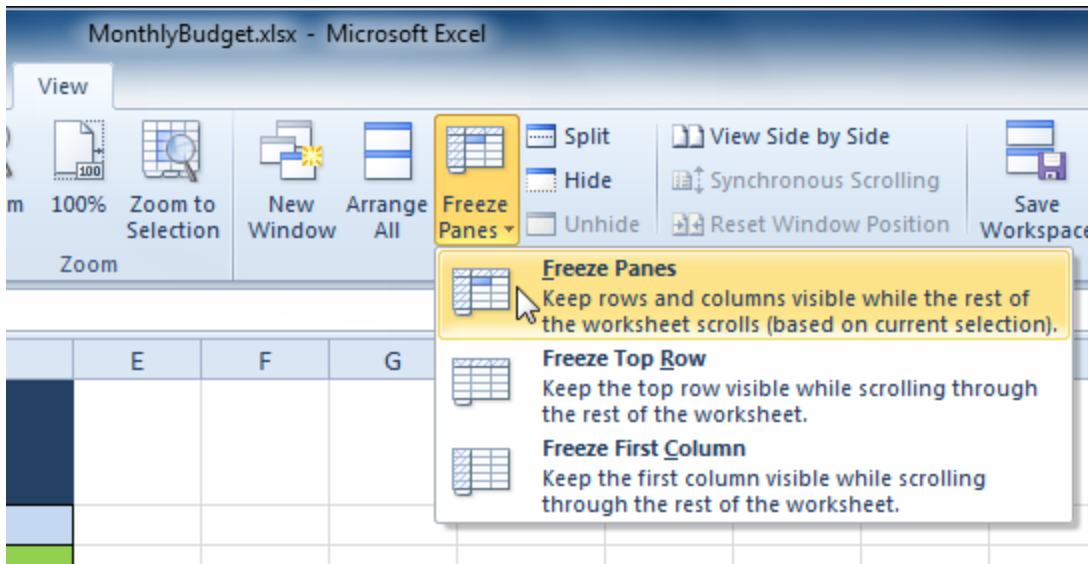 MonthlyBudget.xlsx - Microsoft Excel
View
100
m 100% Zoom to Selection
New Window
Arrange All
Freeze Panes
Split
Hide
Unhide
View Side by Side
Synchronous Scrolling
Reset Window Position
Save Workspace
Zoom
Freeze Panes
Keep rows and columns visible while the rest of
the worksheet scrolls (based on current selection).
Freeze Top Row
Keep the top row visible while scrolling through
the rest of the worksheet.
Freeze First Column
Keep the first column visible while scrolling
through the rest of the worksheet.
E F G